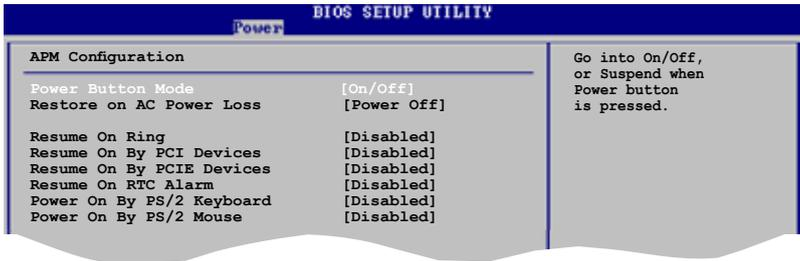 BIOS SETUP UTILITY
Power
APM Configuration
Power Button Mode [On/Off]
Restore on AC Power Loss [Power Off]
Resume On Ring [Disabled]
Resume On By PCI Devices [Disabled]
Resume On By PCIE Devices [Disabled]
Resume On RTC Alarm [Disabled]
Power On By PS/2 Keyboard [Disabled]
Power On By PS/2 Mouse [Disabled]
Go into On/Off,
or Suspend when
Power button
is pressed.